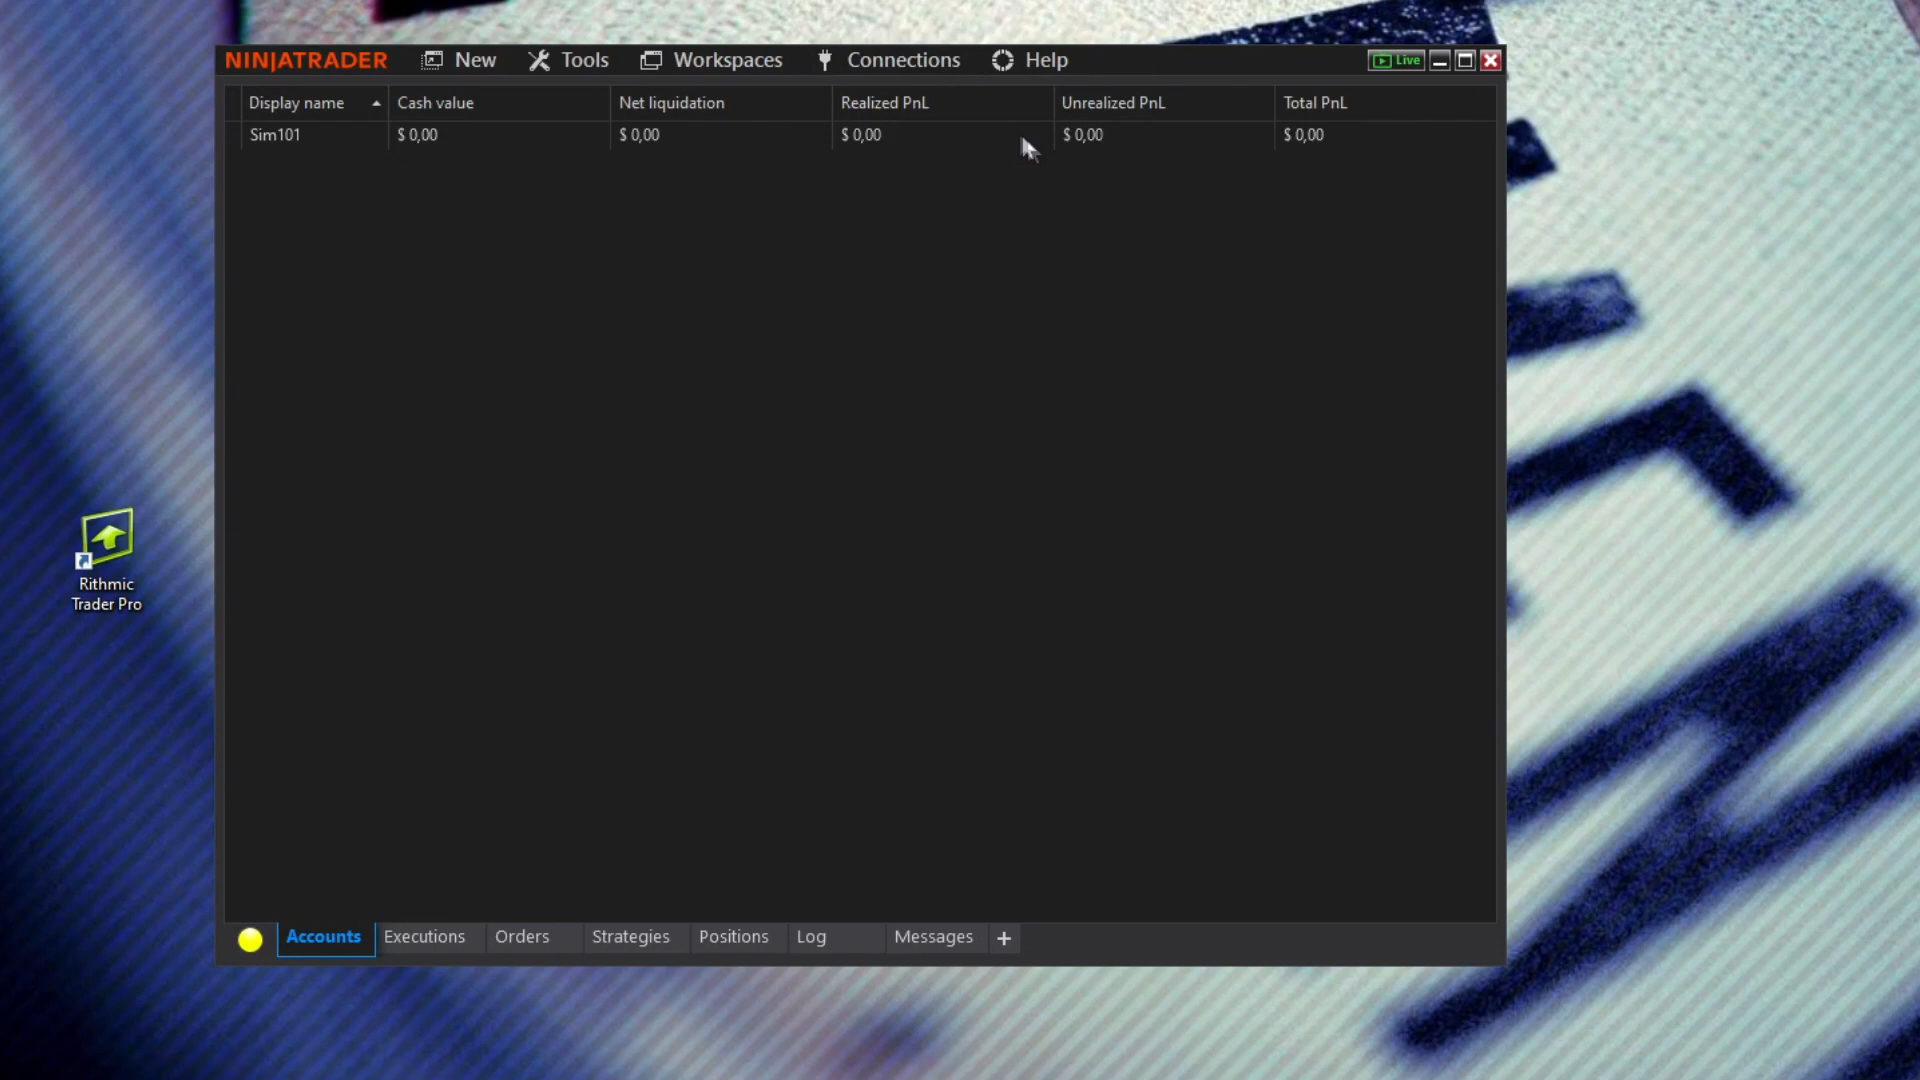 NINJATRADER New Tools Workspaces Connections Help Live
Display name Cash value Net liquidation Realized PnL Unrealized PnL Total PnL
Sim101 $ 0,00 $ 0,00 $ 0,00 $ 0,00 $ 0,00
Rithmic
Trader Pro
Accounts Executions Orders Strategies Positions Log Messages +